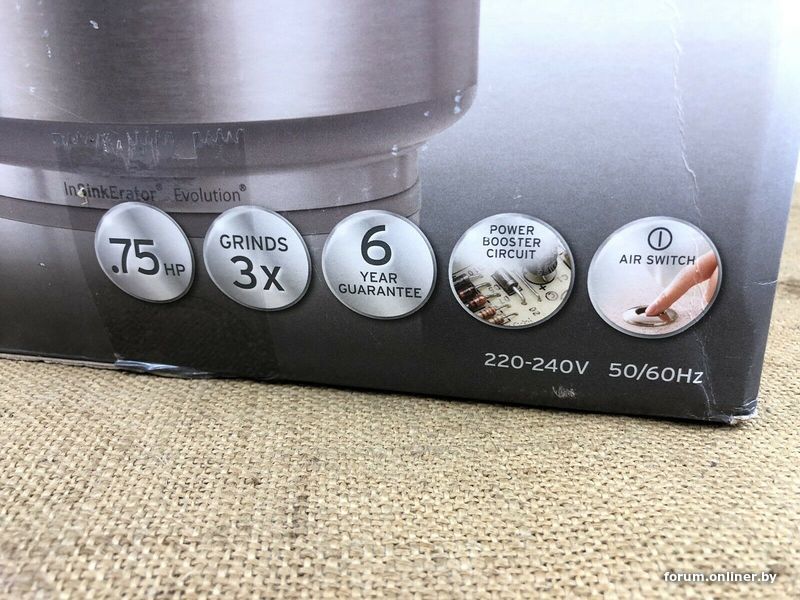 InSinkErator® Evolution®
.75 HP
GRINDS
3x
6
YEAR
GUARANTEE
POWER
BOOSTER
CIRCUIT
AIR SWITCH
220-240V 50/60Hz
forum.onliner.by